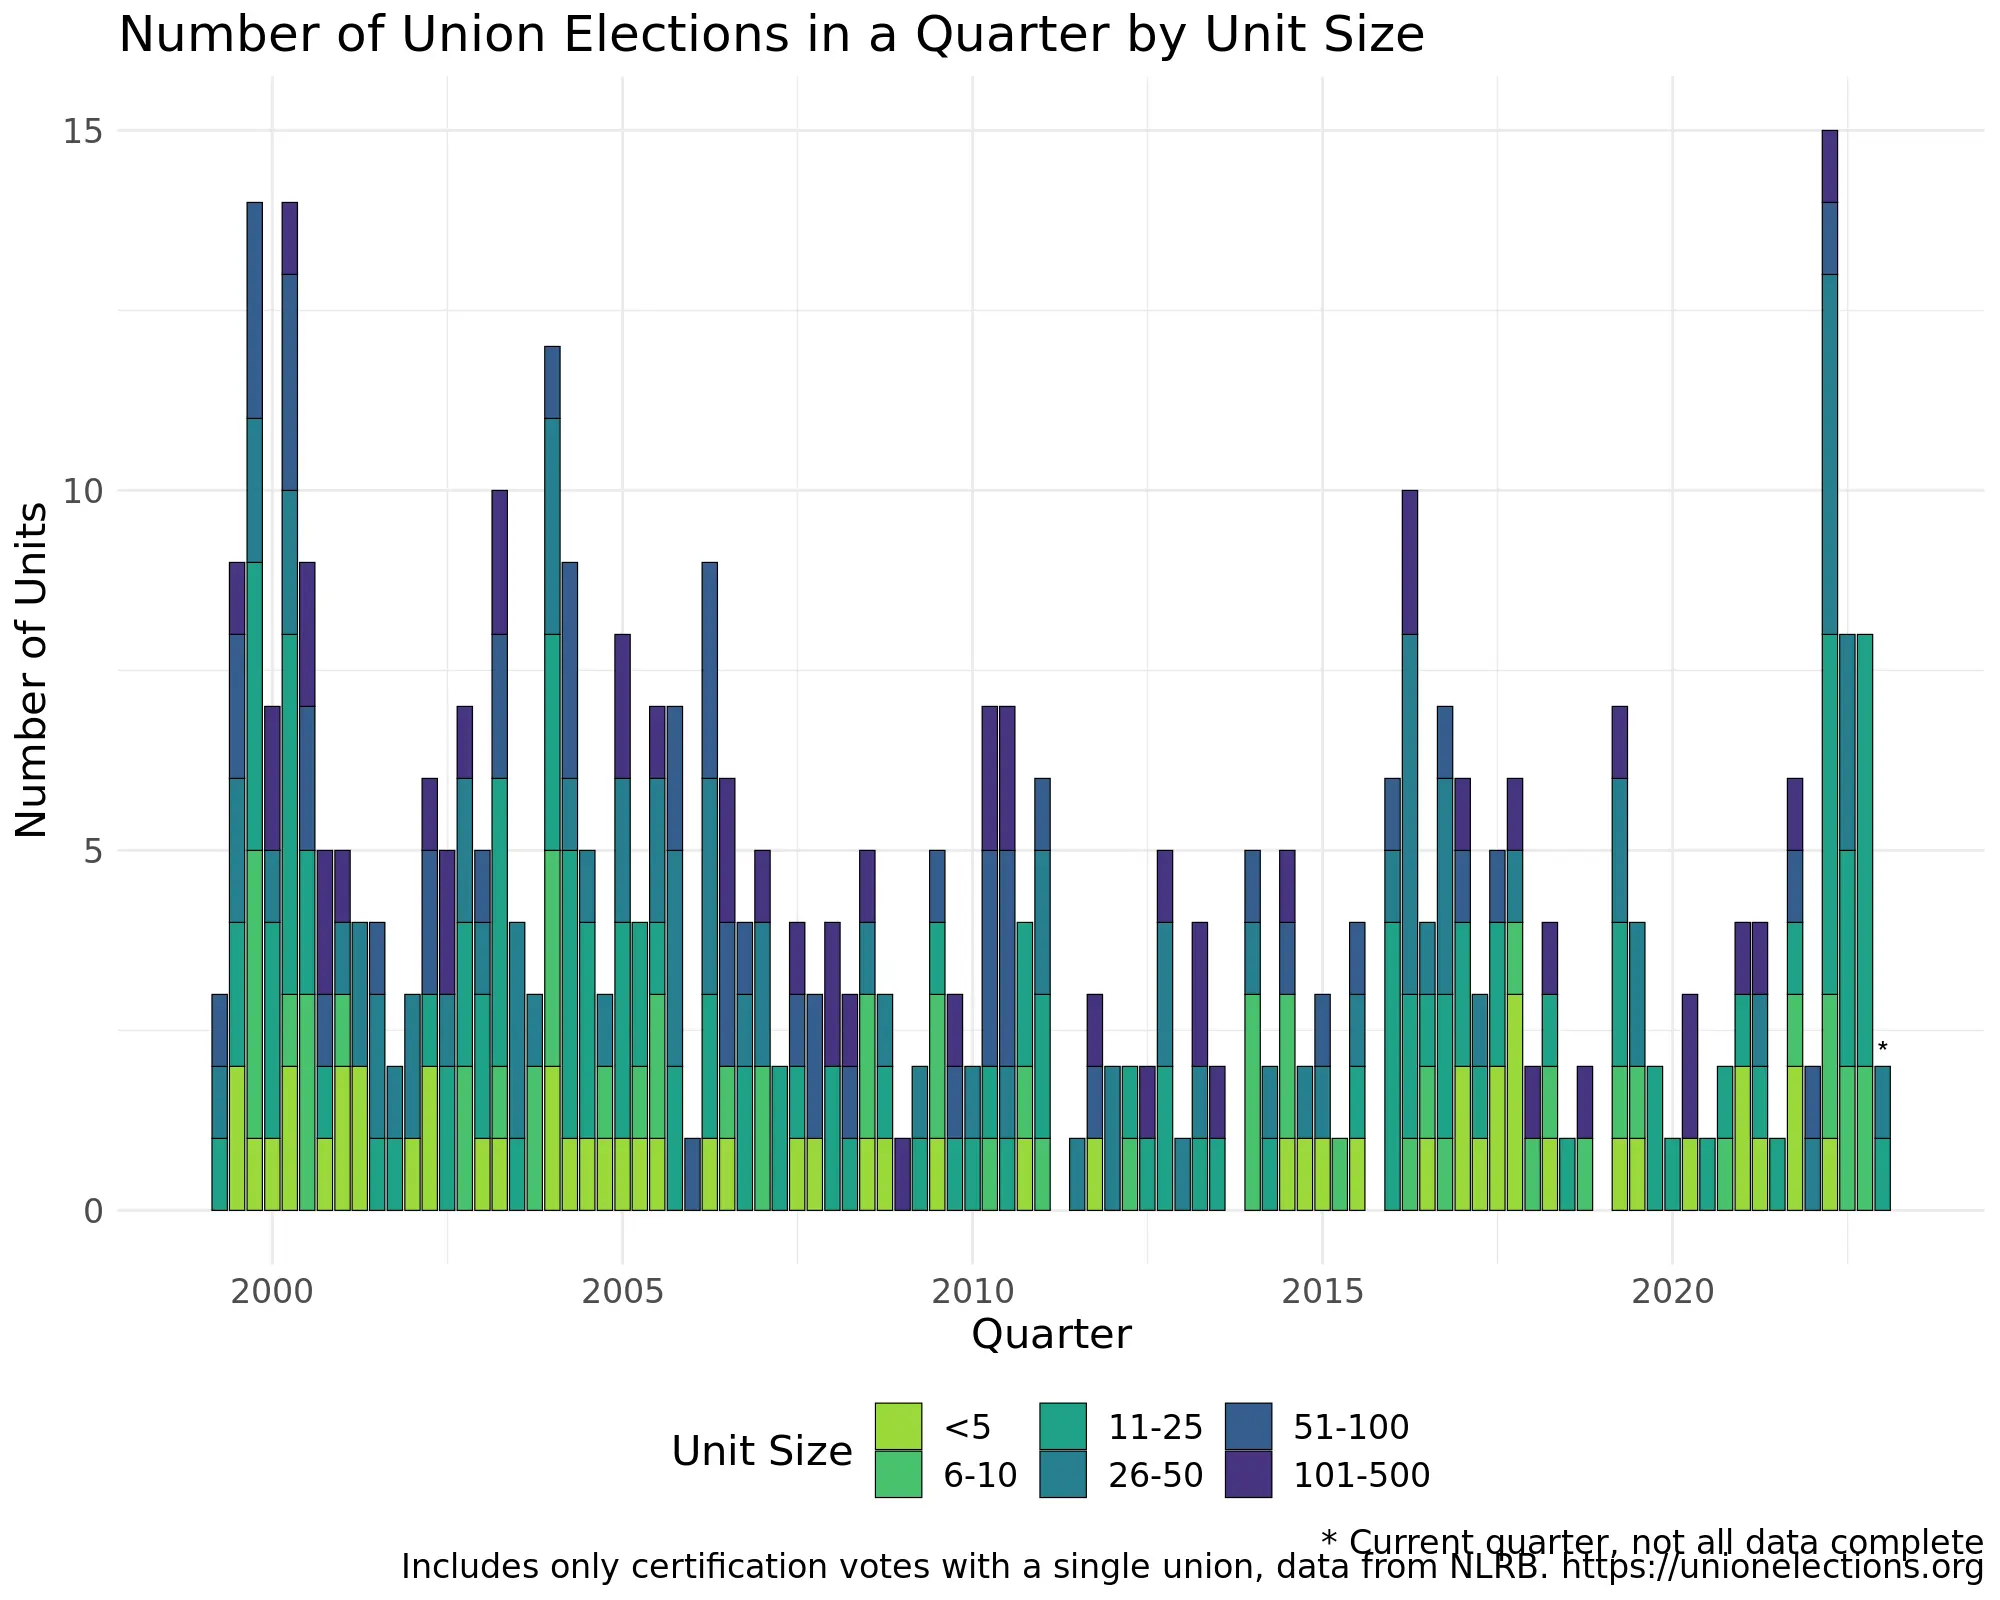 Number of Union Elections in a Quarter by Unit Size
Number of Units
15
10
5
0
*
2000 2005 2010 2015 2020
Quarter
Unit Size
<5 11-25 51-100
6-10 26-50 101-500
* Current quarter, not all data complete
Includes only certification votes with a single union, data from NLRB. https://unionelections.org